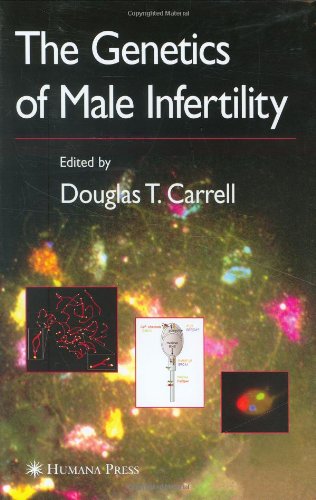 The Genetics
of Male Infertility
Edited by
Douglas T. Carrell
HUMANA PRESS